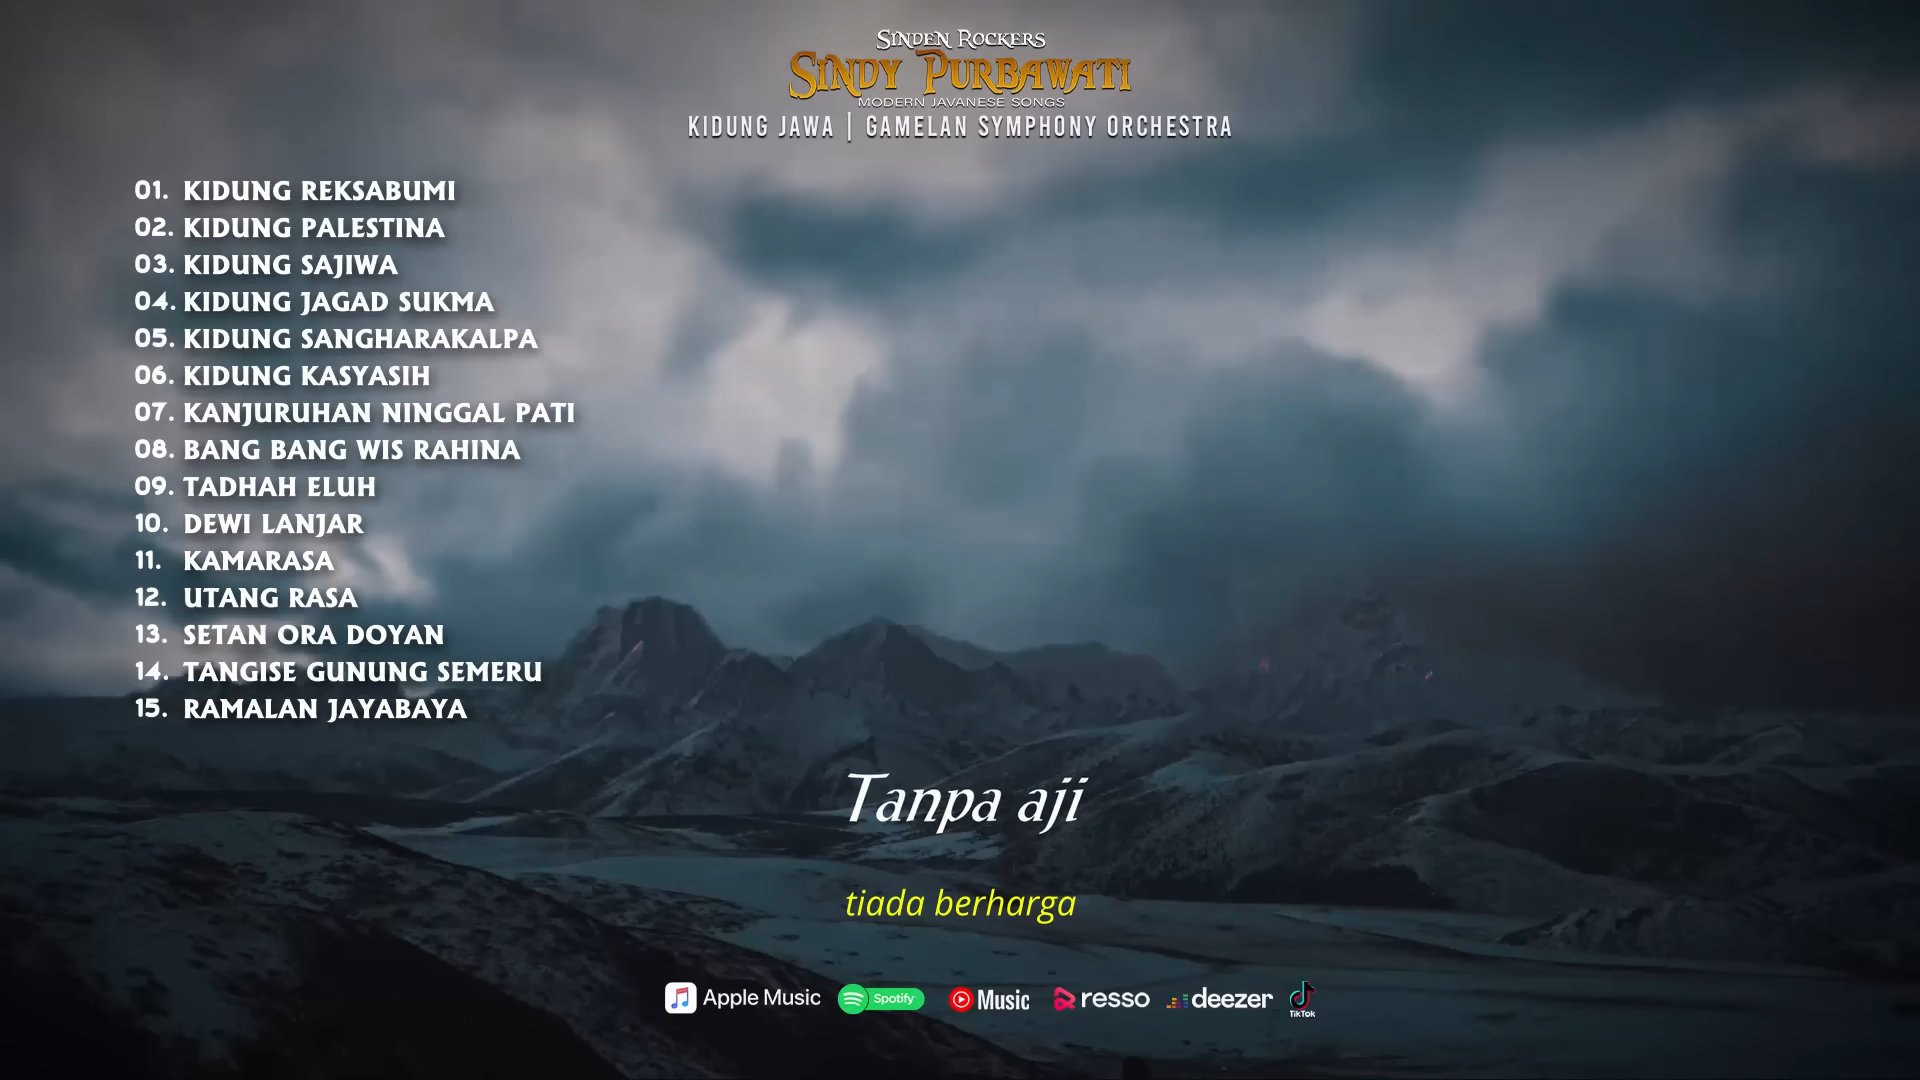 SINDEN ROCKERS
SINDY PURBAWATI
MODERN JAVANESE SONGS
KIDUNG JAWA | GAMELAN SYMPHONY ORCHESTRA
01. KIDUNG REKSABUMI
02. KIDUNG PALESTINA
03. KIDUNG SAJIWA
04. KIDUNG JAGAD SUKMA
05. KIDUNG SANGHARAKALPA
06. KIDUNG KASYASIH
07. KANJURUHAN NINGGAL PATI
08. BANG BANG WIS RAHINA
09. TADHAH ELUH
10. DEWI LANJAR
11. KAMARASA
12. UTANG RASA
13. SETAN ORA DOYAN
14. TANGISE GUNUNG SEMERU
15. RAMALAN JAYABAYA
Tanpa aji
tiada berharga
Apple Music Spotify Music resso deezer TikTok